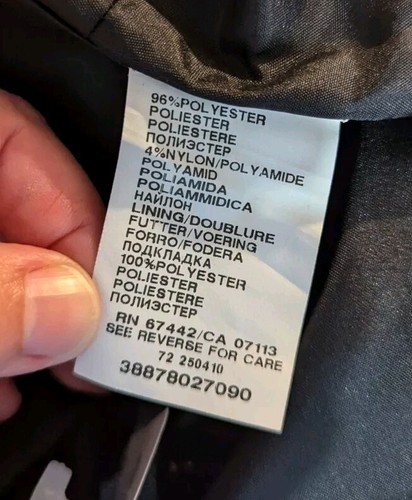 96%POLYESTER
POLIESTER
POLIESTERE
ПОЛИЭСТЕР
4%NYLON/POLYAMIDE
POLYAMID
POLIAMIDA
POLIAMMIDICA
НАЙЛОН
LINING/DOUBLURE
FUTTER/VOERING
FORRO/FODERA
ПОДКЛАДКА
100%POLYESTER
POLIESTER
POLIESTERE
ПОЛИЭСТЕР
RN 67442/CA 07113
SEE REVERSE FOR CARE
72 250410
38878027090